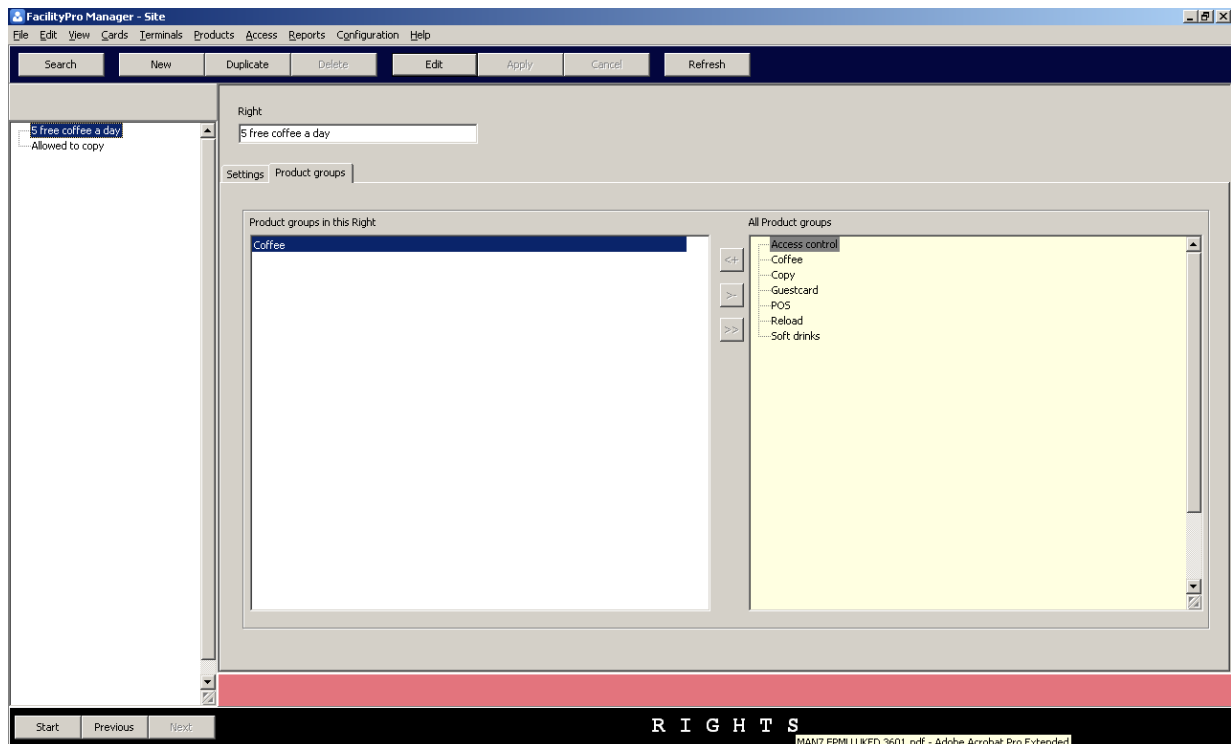 FacilityPro Manager - Site
File Edit View Cards Terminals Products Access Reports Configuration Help
Search New Duplicate Delete Edit Apply Cancel Refresh
5 free coffee a day
Allowed to copy
Right
5 free coffee a day
Settings Product groups
Product groups in this Right
Coffee
<+
>-
>>
All Product groups
Access control
Coffee
Copy
Guestcard
POS
Reload
Soft drinks
Start Previous Next
R I G H T S
3601.pdf - Adobe Acrobat Pro Extended